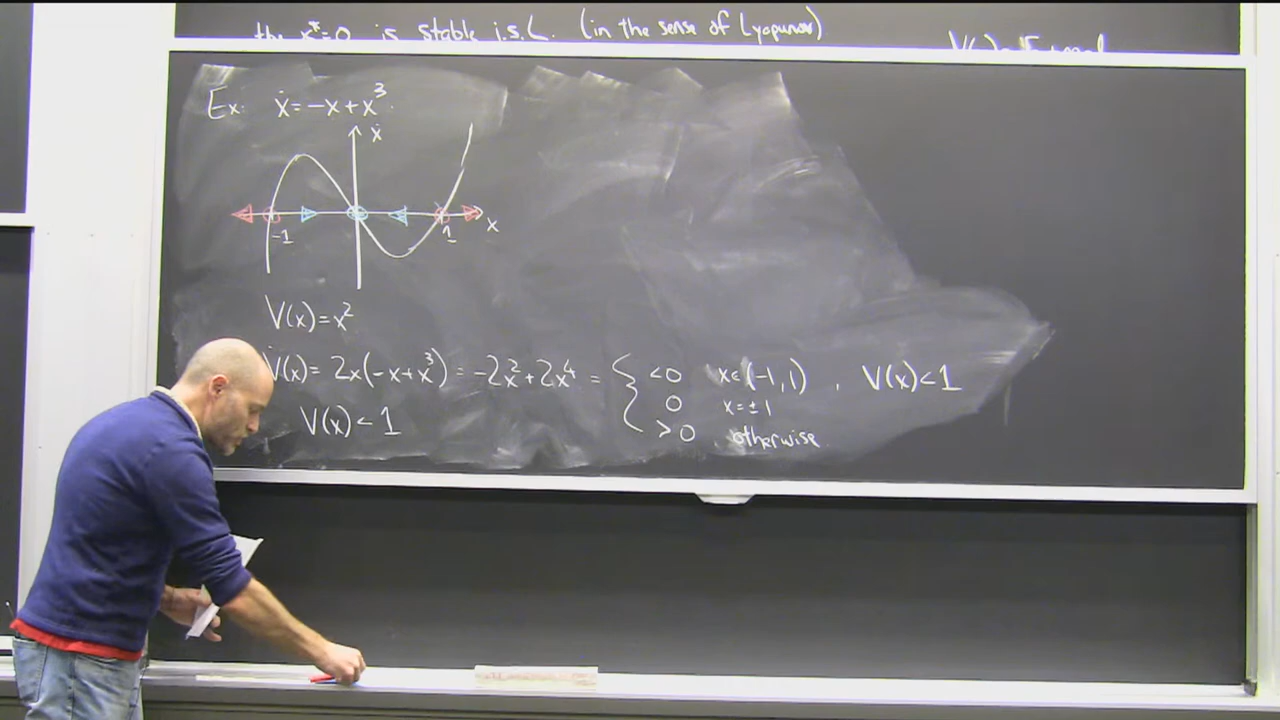 the x*=0 is stable i.s.L. (in the sense of Lyapunov)
Ex: ẋ = -x + x³.
ẋ
x
-1
1
V(x) = x²
V̇(x) = 2x(-x+x³) = -2x² + 2x⁴ = { <0 x∈(-1,1), V(x)<1
0 x=±1
>0 otherwise.
V(x) < 1